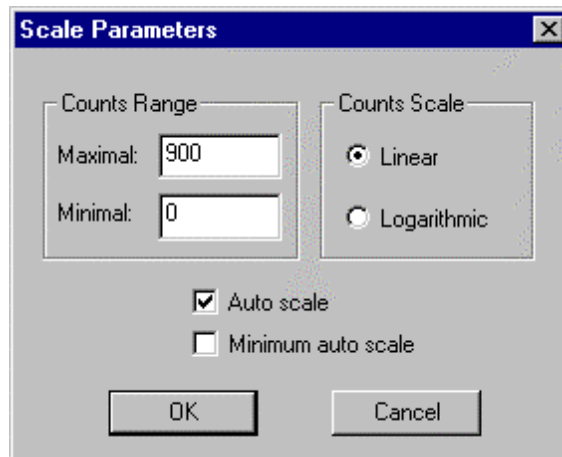 Scale Parameters
Counts Range
Counts Scale
Maximal: 900
Linear
Minimal: 0
Logarithmic
Auto scale
Minimum auto scale
OK
Cancel